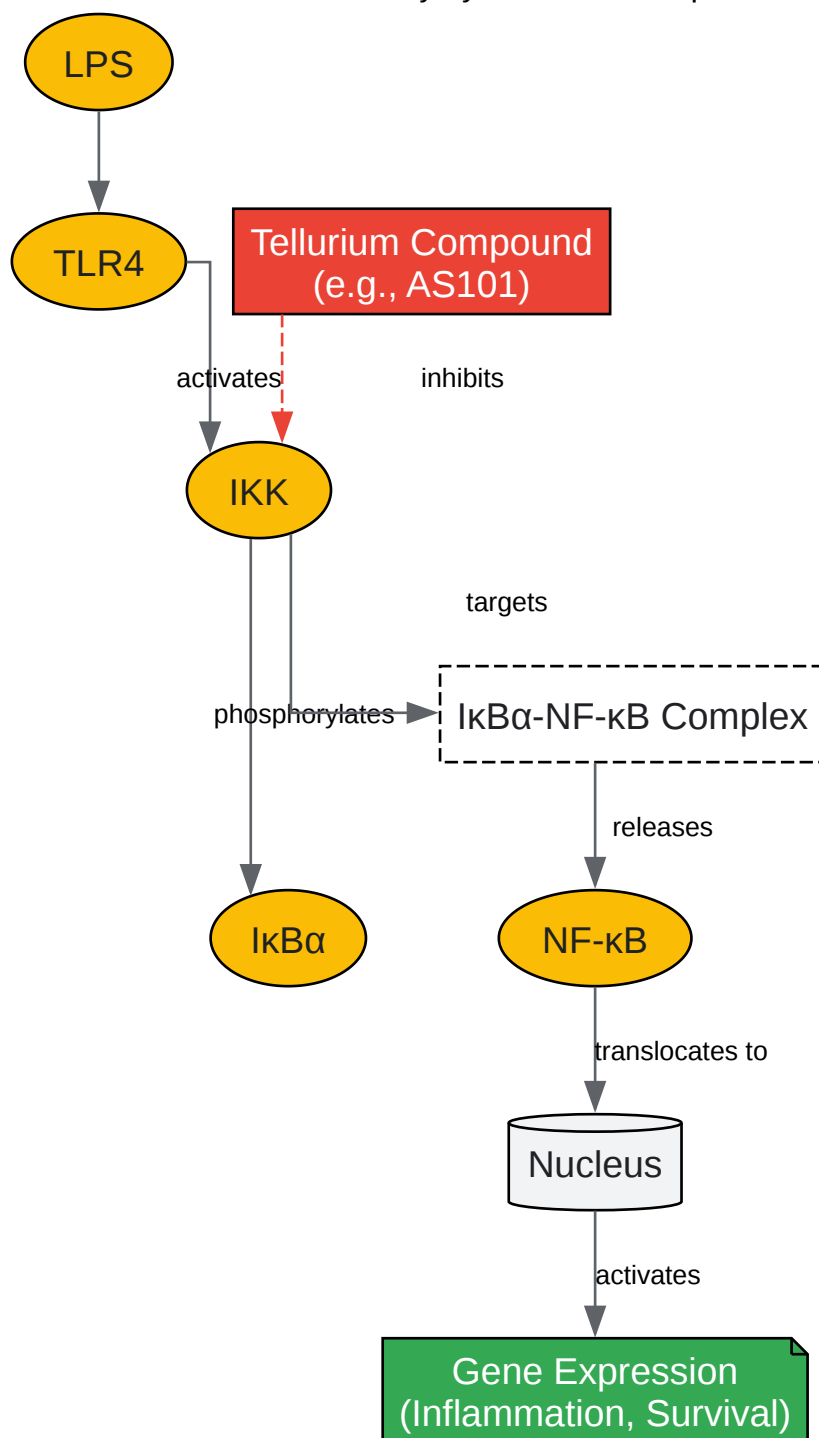 LPS
TLR4
Tellurium Compound
(e.g., AS101)
activates
inhibits
IKK
targets
phosphorylates
IκBα-NF-κB Complex
releases
IκBα
NF-κB
translocates to
Nucleus
activates
Gene Expression
(Inflammation, Survival)